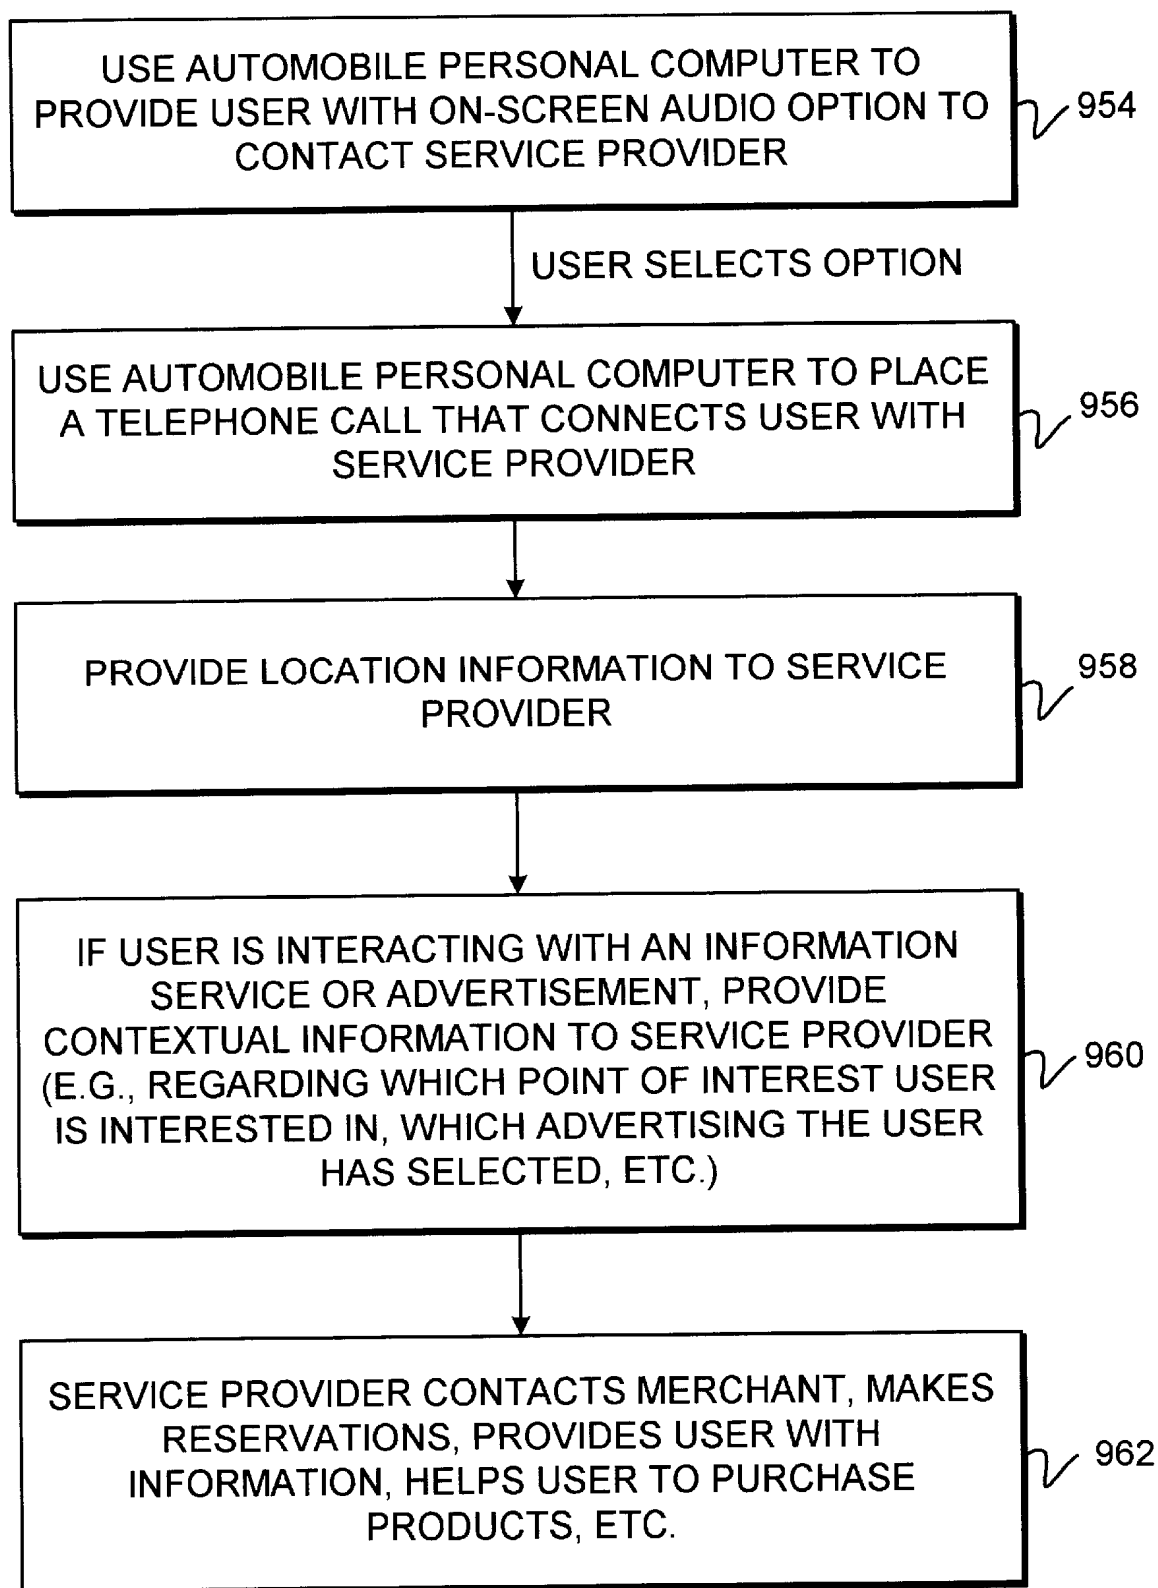 USE AUTOMOBILE PERSONAL COMPUTER TO
PROVIDE USER WITH ON-SCREEN AUDIO OPTION TO
CONTACT SERVICE PROVIDER
954
USER SELECTS OPTION
USE AUTOMOBILE PERSONAL COMPUTER TO PLACE
A TELEPHONE CALL THAT CONNECTS USER WITH
SERVICE PROVIDER
956
PROVIDE LOCATION INFORMATION TO SERVICE
PROVIDER
958
IF USER IS INTERACTING WITH AN INFORMATION
SERVICE OR ADVERTISEMENT, PROVIDE
CONTEXTUAL INFORMATION TO SERVICE PROVIDER
(E.G., REGARDING WHICH POINT OF INTEREST USER
IS INTERESTED IN, WHICH ADVERTISING THE USER
HAS SELECTED, ETC.)
960
SERVICE PROVIDER CONTACTS MERCHANT, MAKES
RESERVATIONS, PROVIDES USER WITH
INFORMATION, HELPS USER TO PURCHASE
PRODUCTS, ETC.
962